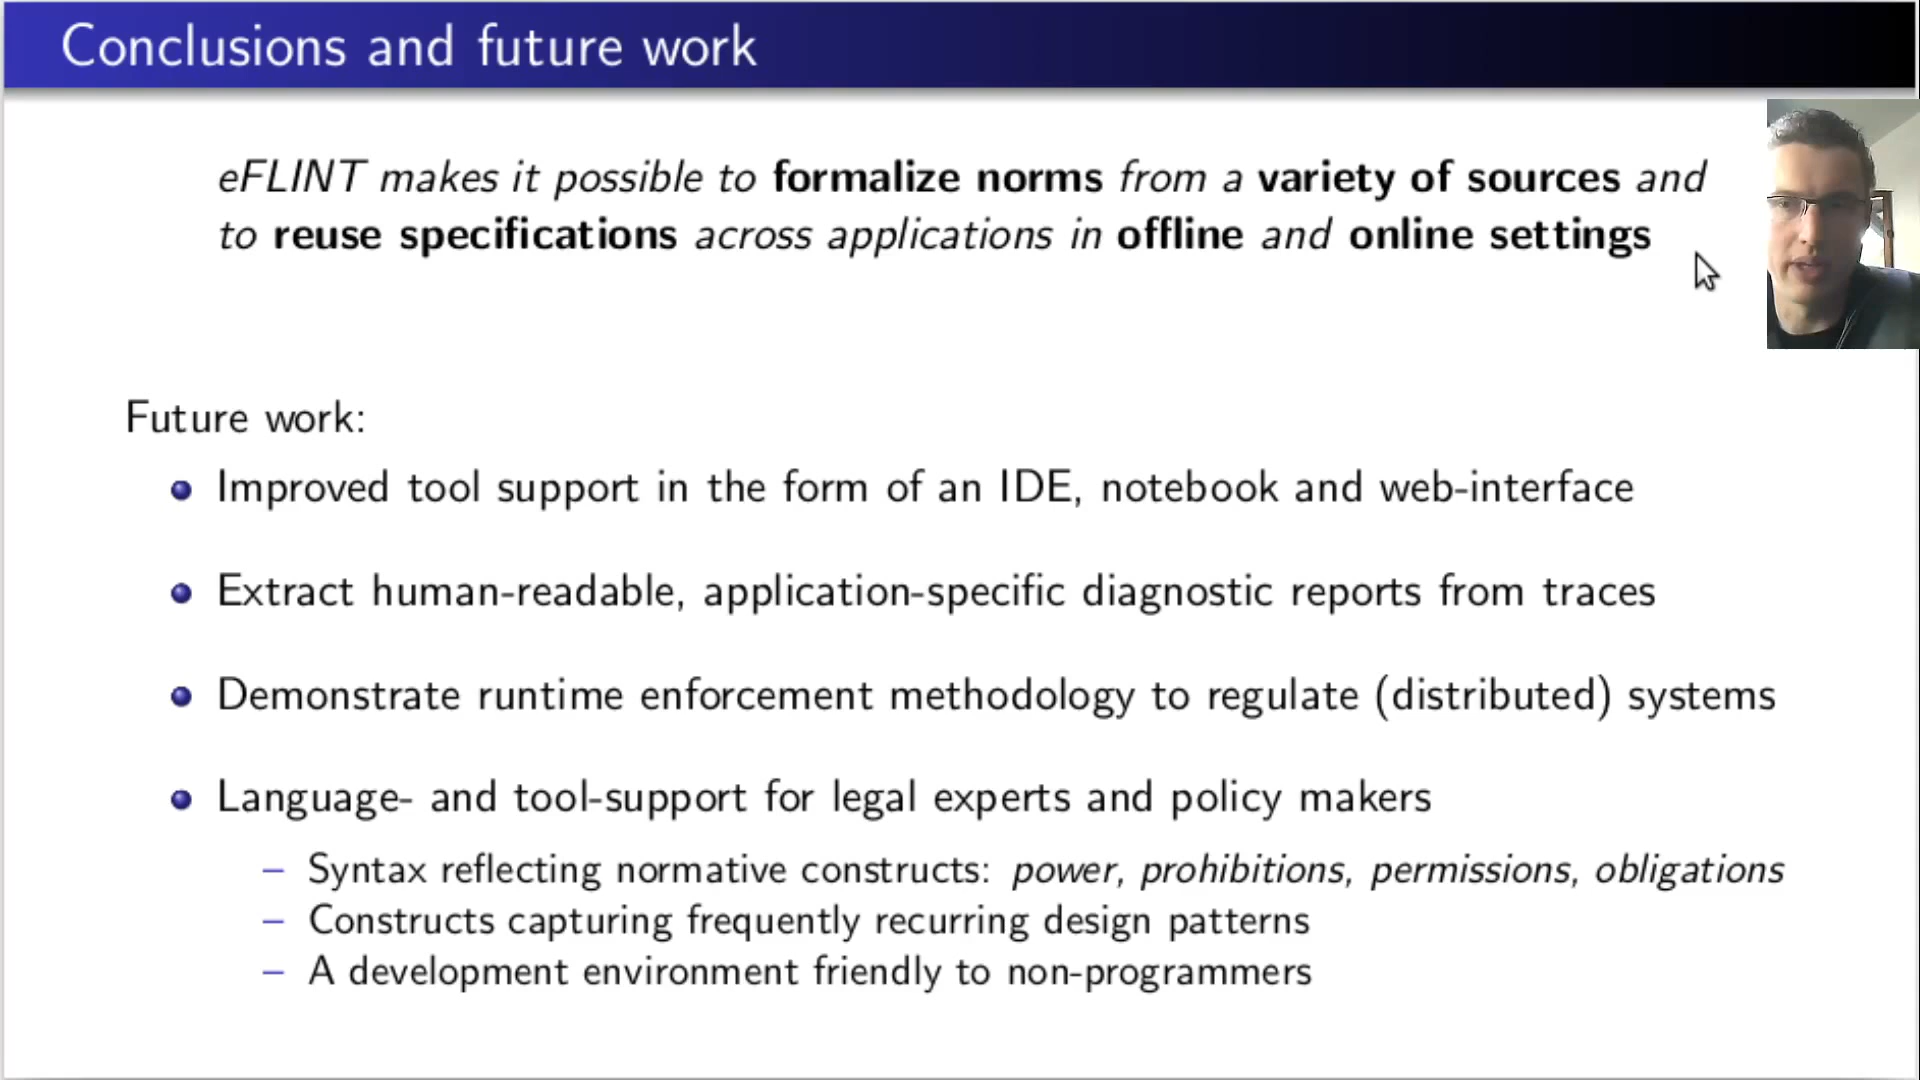 Conclusions and future work
eFLINT makes it possible to formalize norms from a variety of sources and
to reuse specifications across applications in offline and online settings
Future work:
Improved tool support in the form of an IDE, notebook and web-interface
Extract human-readable, application-specific diagnostic reports from traces
Demonstrate runtime enforcement methodology to regulate (distributed) systems
Language- and tool-support for legal experts and policy makers
– Syntax reflecting normative constructs: power, prohibitions, permissions, obligations
– Constructs capturing frequently recurring design patterns
– A development environment friendly to non-programmers